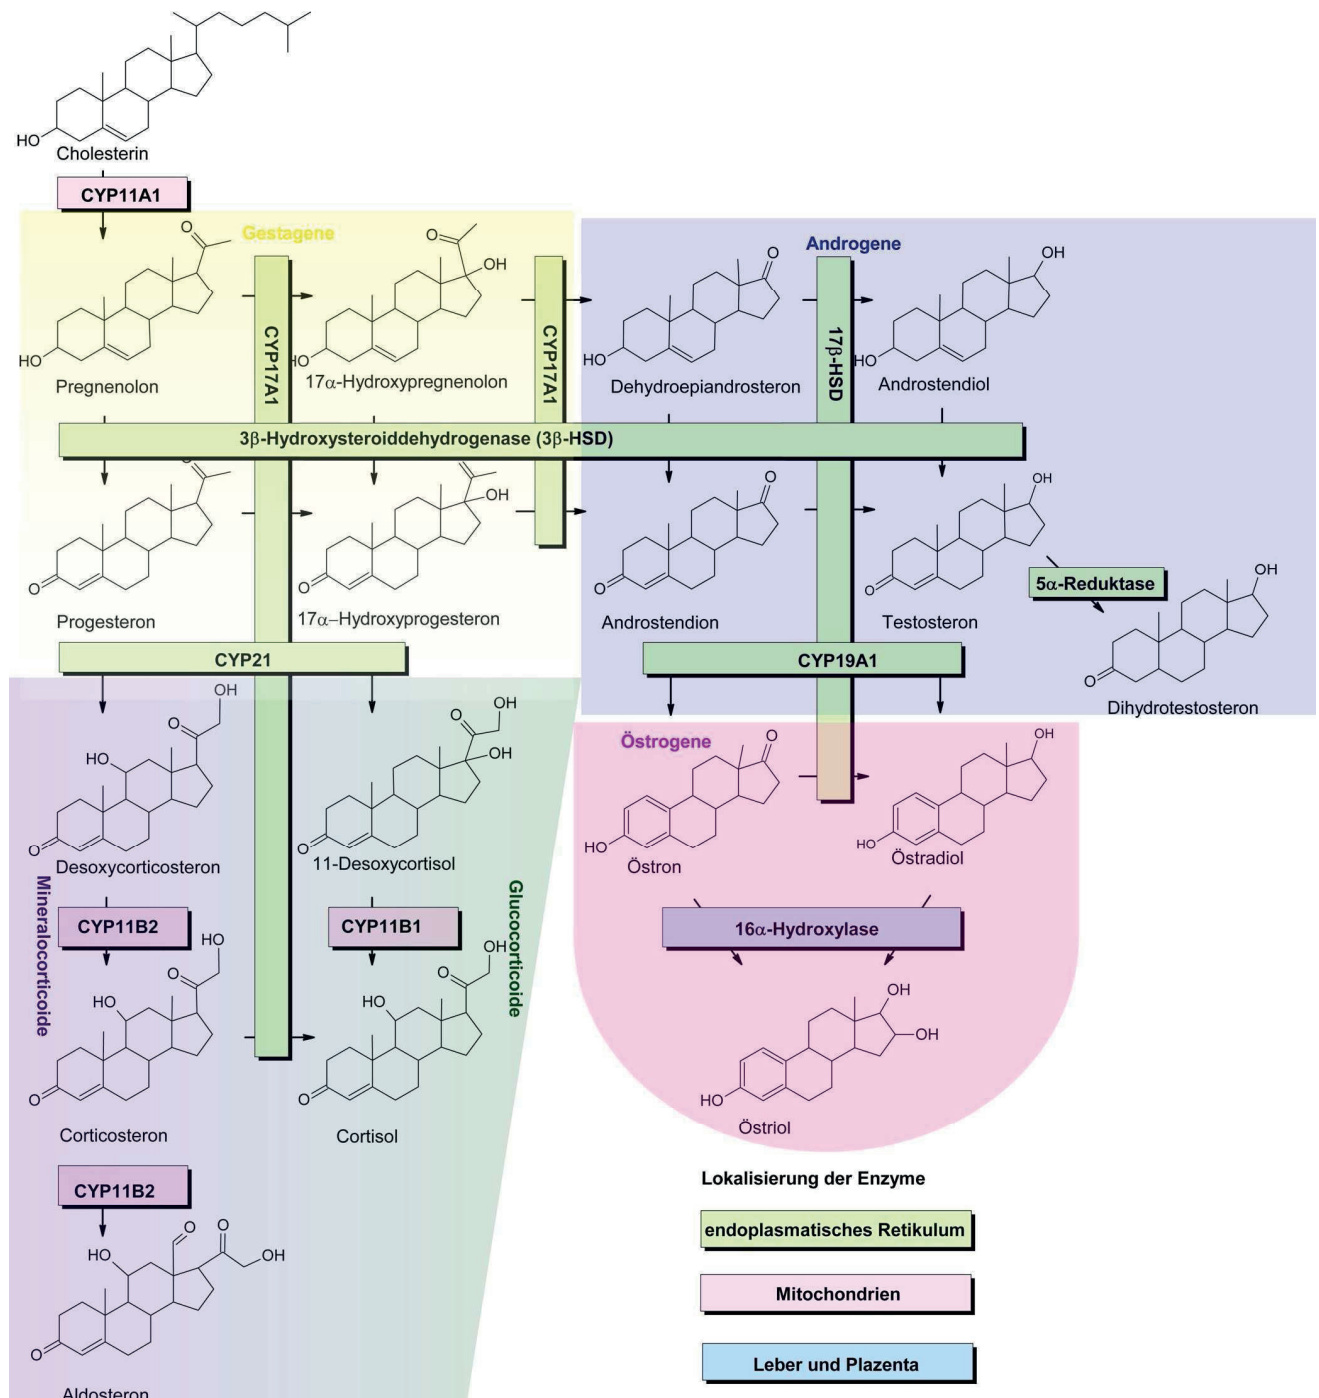 HO
Cholesterin
CYP11A1
Gestagene
O
HO
Pregnenolon
CYP17A1
O
OH
HO
17α-Hydroxypregnenolon
CYP17A1
Androgene
O
HO
Dehydroepiandrosteron
17β-HSD
OH
HO
Androstendiol
3β-Hydroxysteroiddehydrogenase (3β-HSD)
O
O
Progesteron
OH
O
17α–Hydroxyprogesteron
O
O
Androstendion
OH
O
Testosteron
5α-Reduktase
OH
O
Dihydrotestosteron
CYP21
CYP19A1
OH
O
HO
O
Desoxycorticosteron
OH
O
OH
O
11-Desoxycortisol
Östrogene
O
HO
Östron
OH
HO
Östradiol
Mineralocorticoide
Glucocorticoide
CYP11B2
CYP11B1
16α-Hydroxylase
HO
O
HO
O
Corticosteron
OH
O
HO
O
Cortisol
OH
OH
HO
Östriol
CYP11B2
O
O
HO
OH
O
Aldosteron
Lokalisierung der Enzyme
endoplasmatisches Retikulum
Mitochondrien
Leber und Plazenta